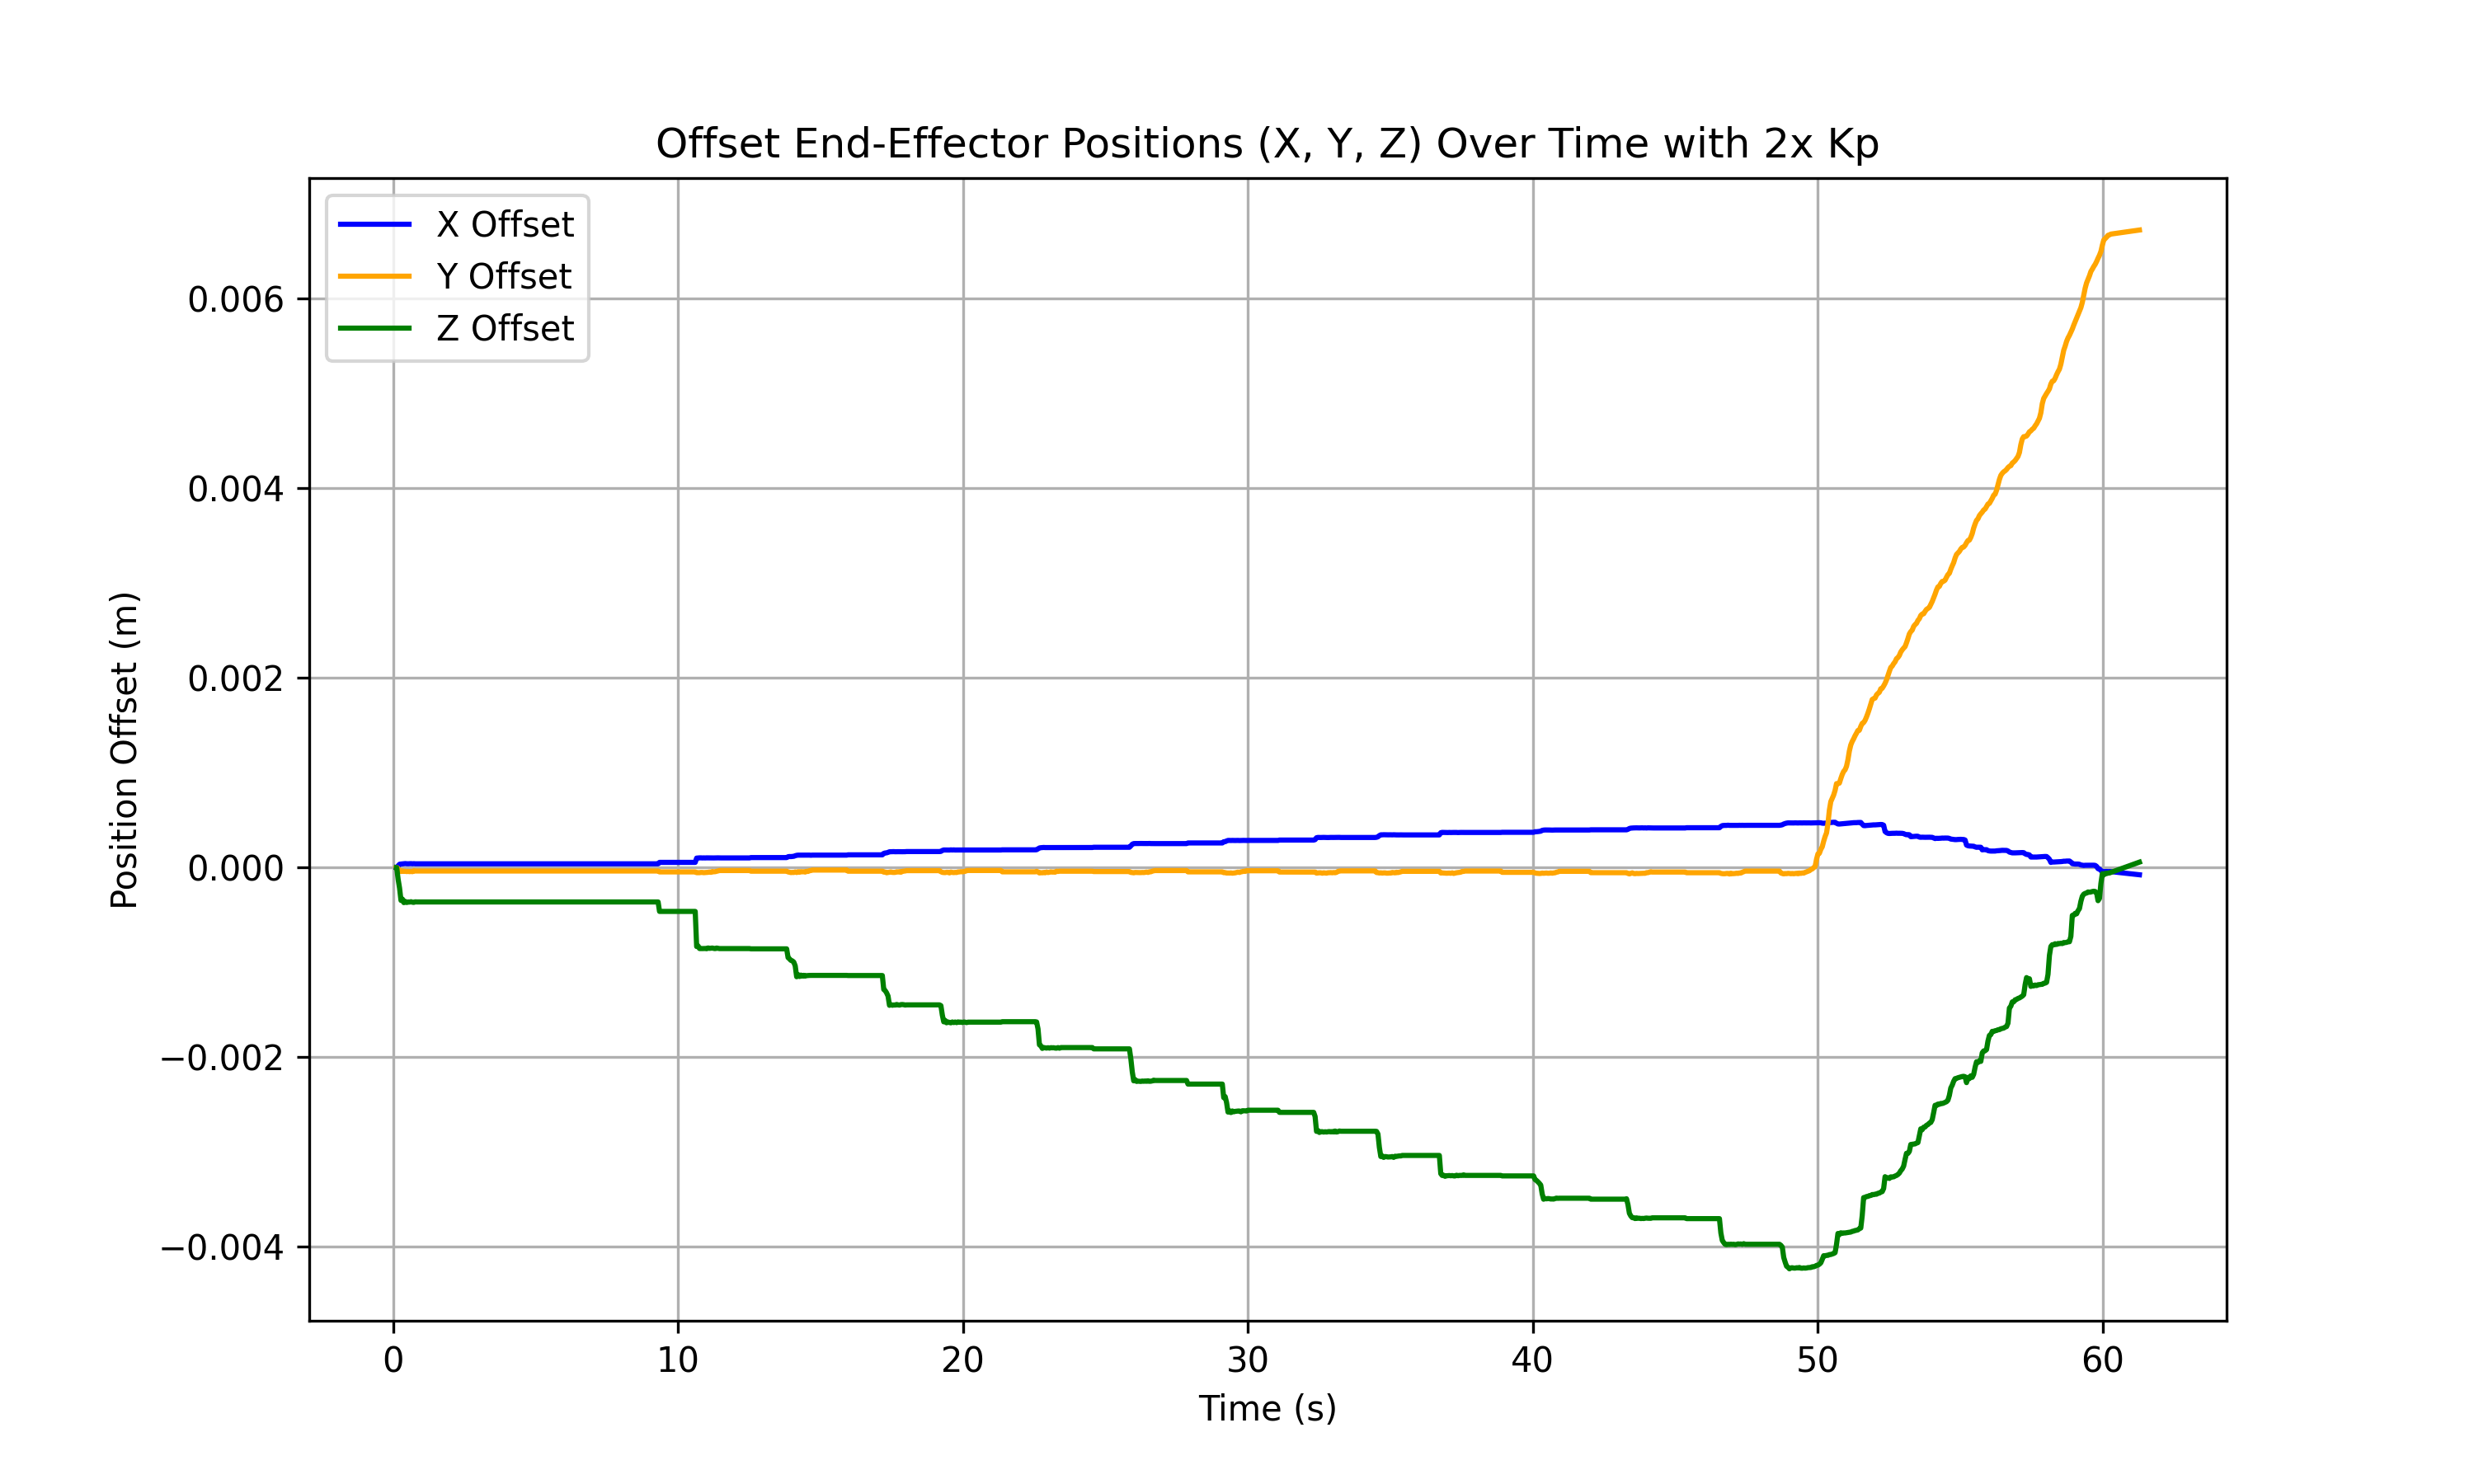 Offset End-Effector Positions (X, Y, Z) Over Time with 2x Kp
X Offset
Y Offset
Z Offset
0.006
0.004
0.002
0.000
−0.002
−0.004
Position Offset (m)
0 10 20 30 40 50 60
Time (s)